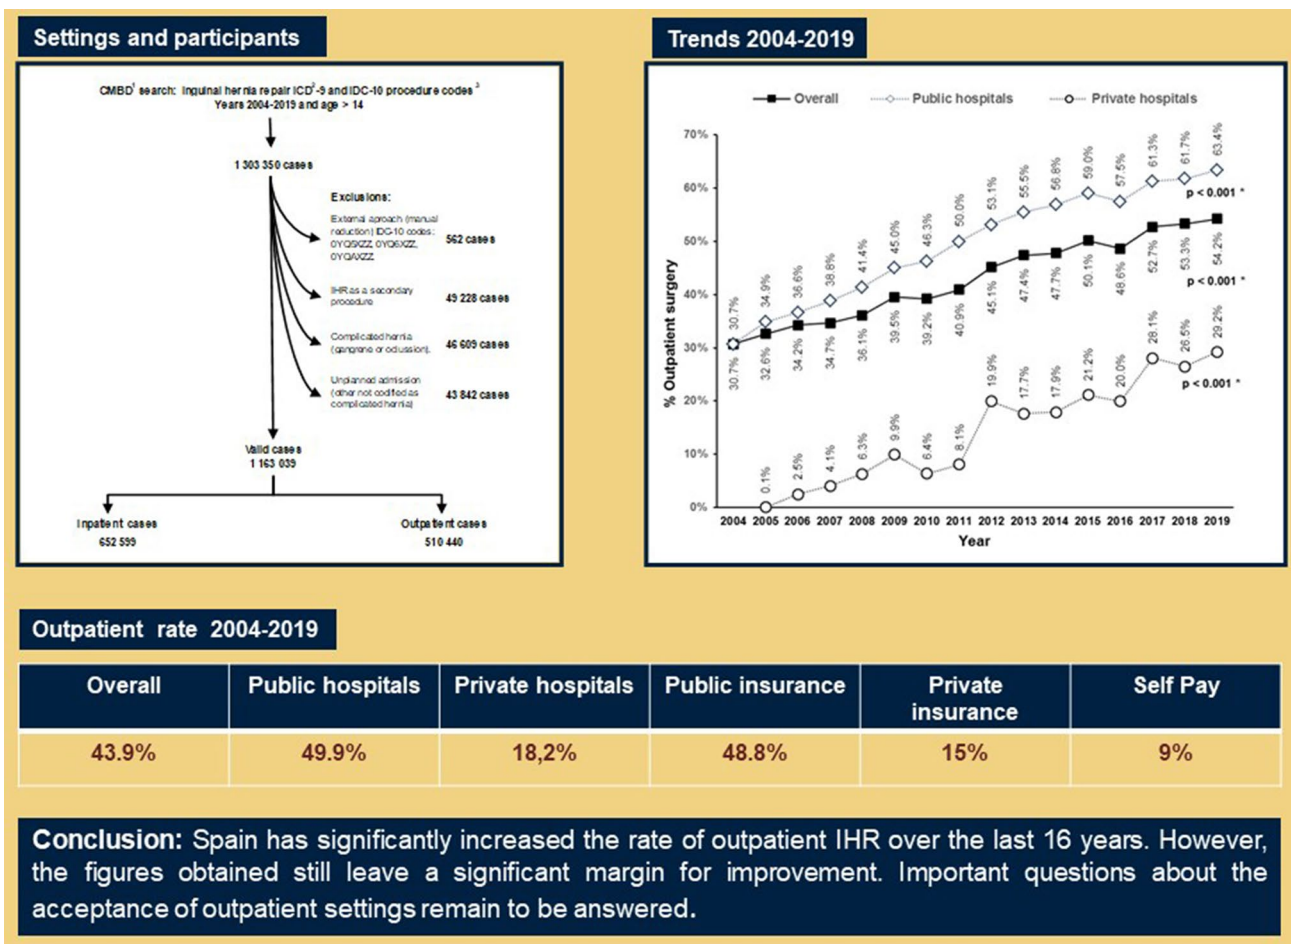 Settings and participants
CMBD1 search: Inguinal hernia repair ICD2-9 and IDC-10 procedure codes 3
Years 2004-2019 and age > 14
1 303 350 cases
Exclusions:
External aproach (manual
reduction) IDC-10 codes:
0YQ5XZZ, 0YQ6XZZ,
0YQAXZZ.
562 cases
IHR as a secondary
procedure
49 228 cases
Complicated hernia
(gangrene or oclussion).
46 609 cases
Unplanned admission
(other not codified as
complicated hernia)
43 842 cases
Valid cases
1 163 039
Inpatient cases
652 599
Outpatient cases
510 440
Trends 2004-2019
Overall Public hospitals Private hospitals
% Outpatient surgery
70%
60%
50%
40%
30%
20%
10%
0%
30.7% 34.9% 36.6% 38.8% 41.4% 45.0% 46.3% 50.0% 53.1% 55.5% 56.8% 59.0% 57.5% 61.3% 61.7% 63.4%
p < 0.001 *
30.7% 32.6% 34.2% 34.7% 36.1% 39.5% 39.2% 40.9% 45.1% 47.4% 47.7% 50.1% 48.6% 52.7% 53.3% 54.2%
p < 0.001 *
0.1% 2.5% 4.1% 6.3% 9.9% 6.4% 8.1% 19.9% 17.7% 17.9% 21.2% 20.0% 28.1% 26.5% 29.2%
p < 0.001 *
2004 2005 2006 2007 2008 2009 2010 2011 2012 2013 2014 2015 2016 2017 2018 2019
Year
Outpatient rate 2004-2019
Overall Public hospitals Private hospitals Public insurance Private insurance Self Pay
43.9% 49.9% 18,2% 48.8% 15% 9%
Conclusion: Spain has significantly increased the rate of outpatient IHR over the last 16 years. However,
the figures obtained still leave a significant margin for improvement. Important questions about the
acceptance of outpatient settings remain to be answered.